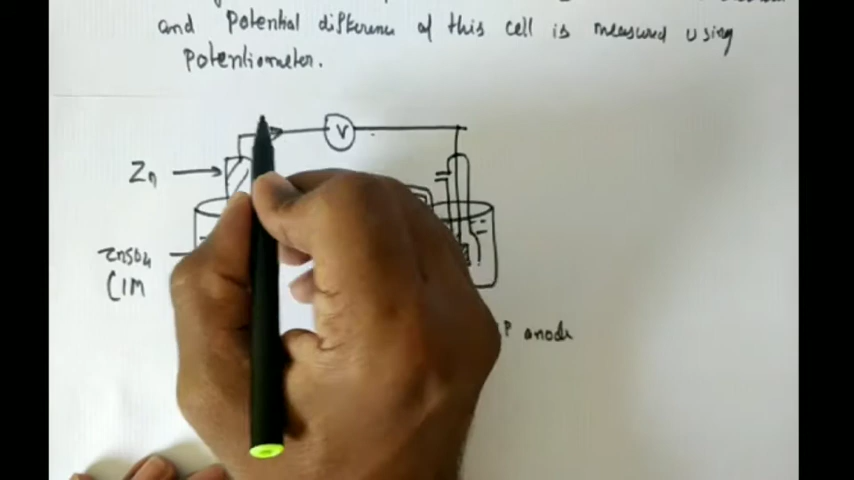 and Potential difference of this cell is measured using
Potentiometer.
V
Zn
ZnSO4
(1M
anode